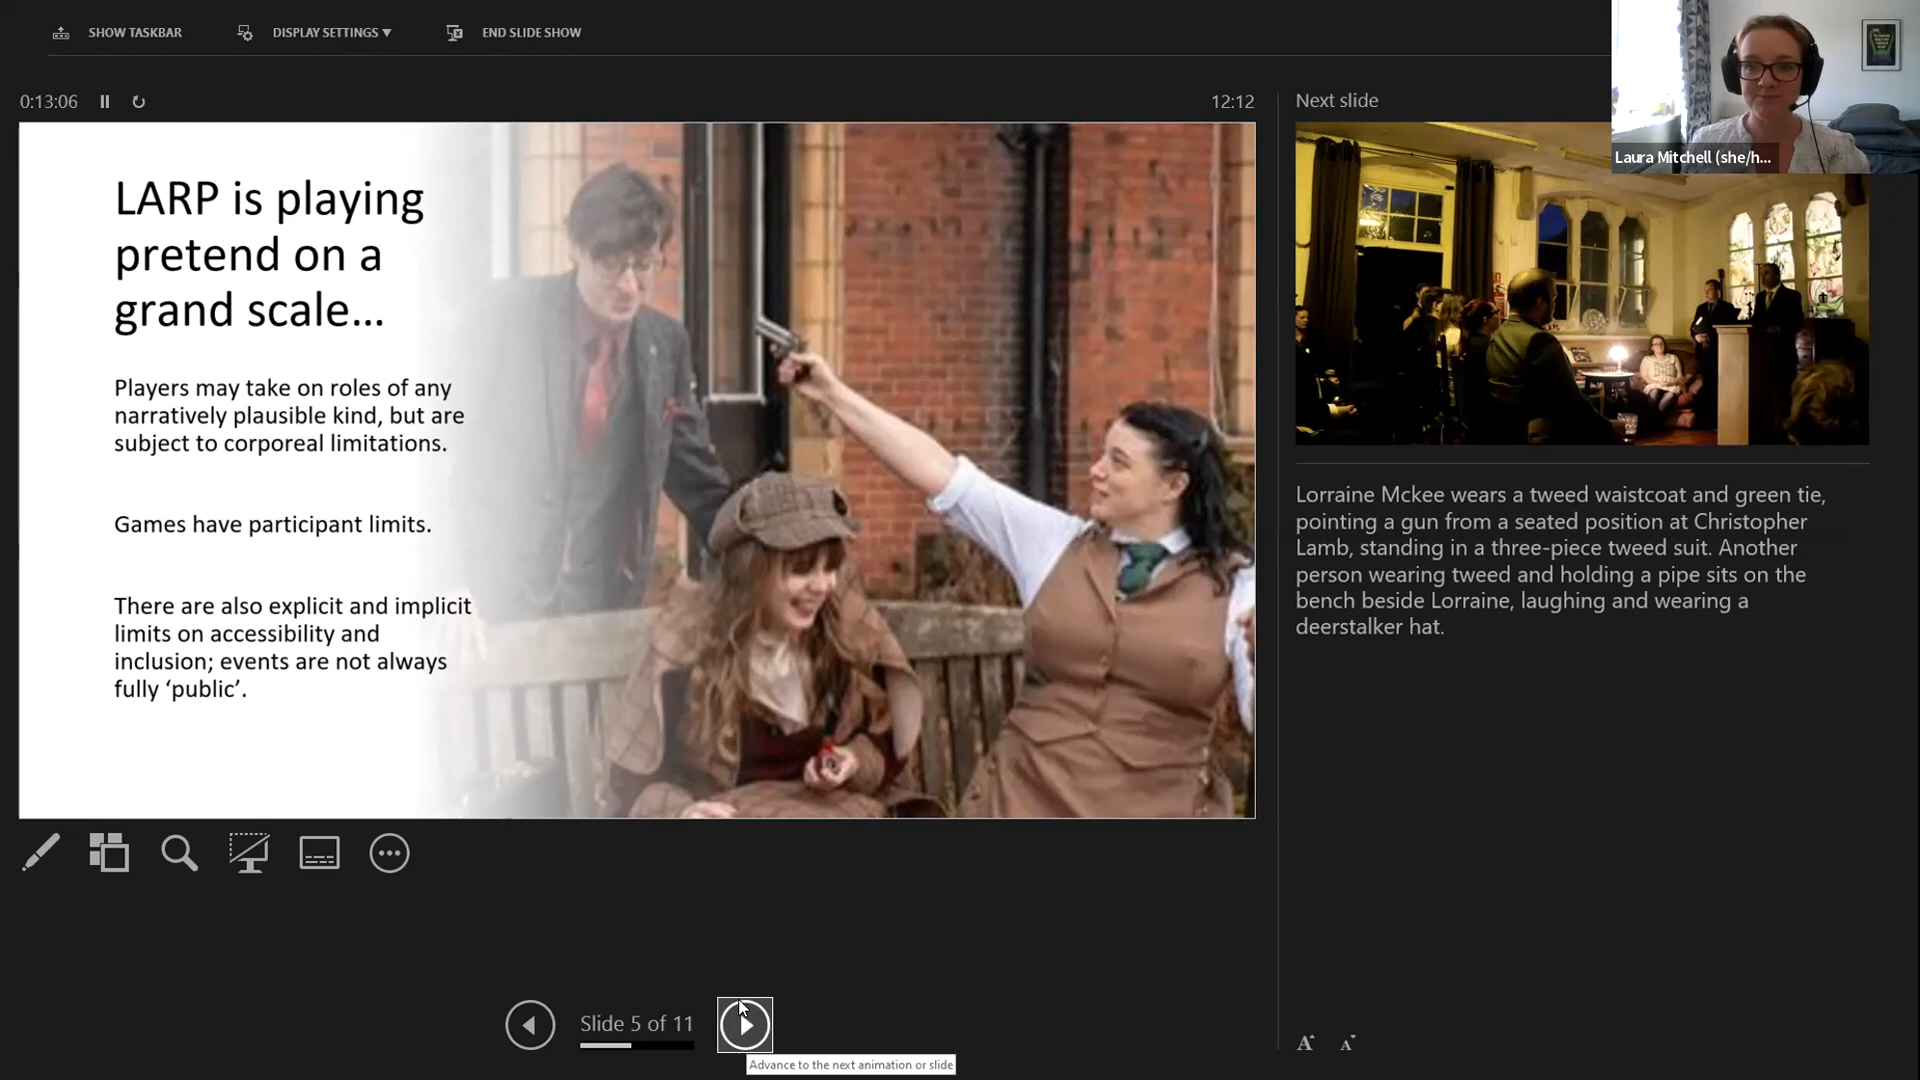 SHOW TASKBAR
DISPLAY SETTINGS ▼
END SLIDE SHOW
0:13:06
12:12
Next slide
Laura Mitchell (she/h...
LARP is playing
pretend on a
grand scale...
Players may take on roles of any
narratively plausible kind, but are
subject to corporeal limitations.
Games have participant limits.
There are also explicit and implicit
limits on accessibility and
inclusion; events are not always
fully ‘public’.
Lorraine Mckee wears a tweed waistcoat and green tie,
pointing a gun from a seated position at Christopher
Lamb, standing in a three-piece tweed suit. Another
person wearing tweed and holding a pipe sits on the
bench beside Lorraine, laughing and wearing a
deerstalker hat.
Slide 5 of 11
Advance to the next animation or slide
A A